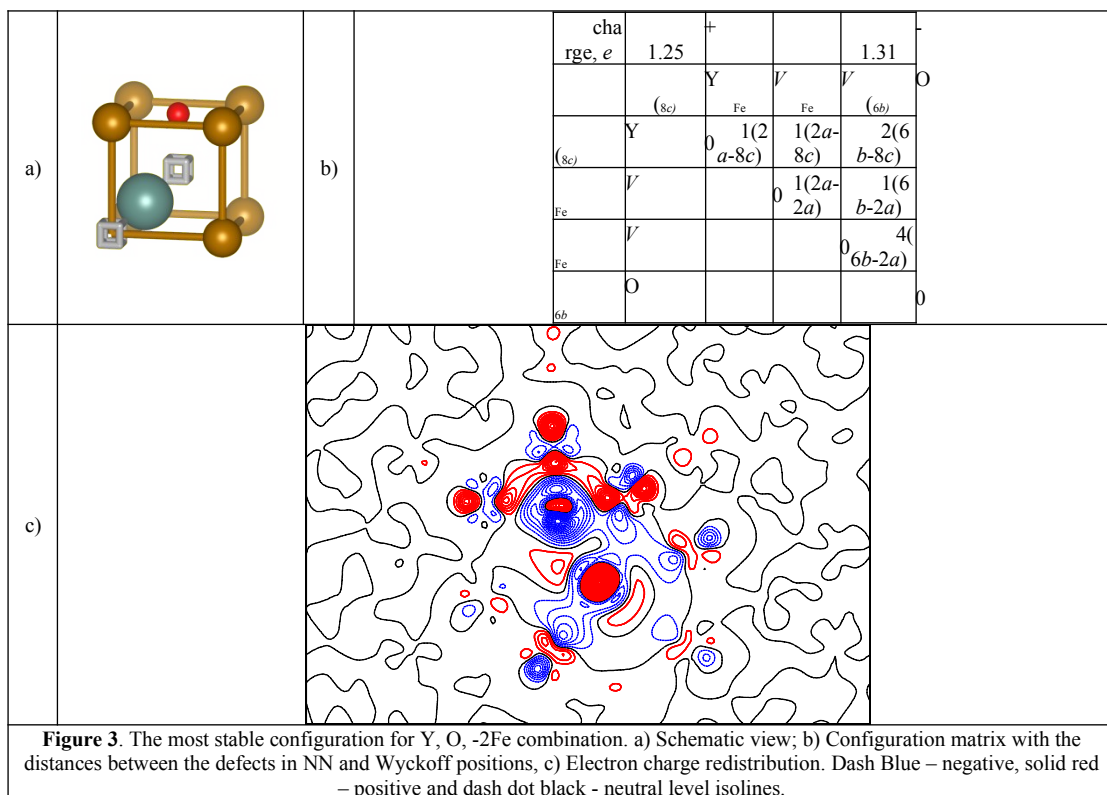 a)
b)
cha + -
rge, e 1.25 1.31
Y V V O
(8c) Fe Fe (6b)
Y 0 1(2 1(2a- 2(6
(8c) a-8c) 8c) b-8c)
V 0 1(2a- 1(6
Fe 2a) b-2a)
V 0 4(
Fe 6b-2a)
O 0
6b
c)
Figure 3. The most stable configuration for Y, O, -2Fe combination. a) Schematic view; b) Configuration matrix with the
distances between the defects in NN and Wyckoff positions, c) Electron charge redistribution. Dash Blue – negative, solid red
– positive and dash dot black - neutral level isolines.